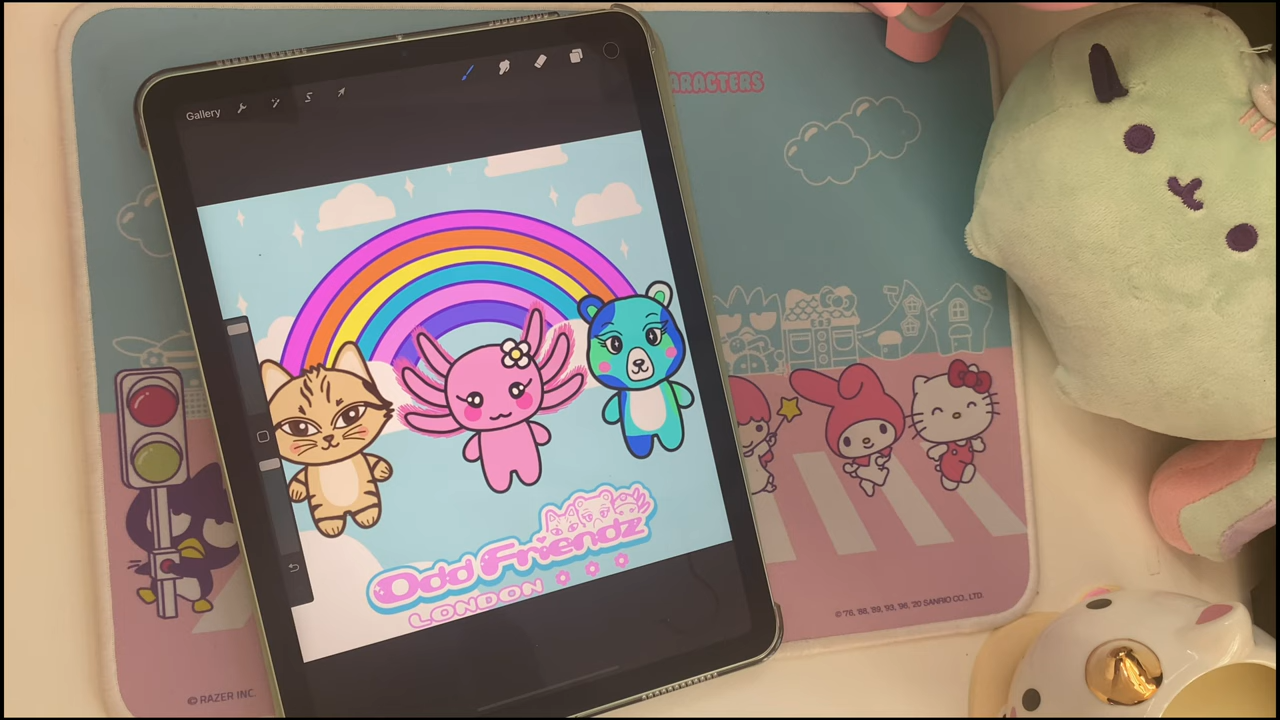 Gallery
ARACTERS
Odd Friendz
LONDON
© '76, '88, '89, '93, '96, '20 SANRIO CO., LTD.
© RAZER INC.